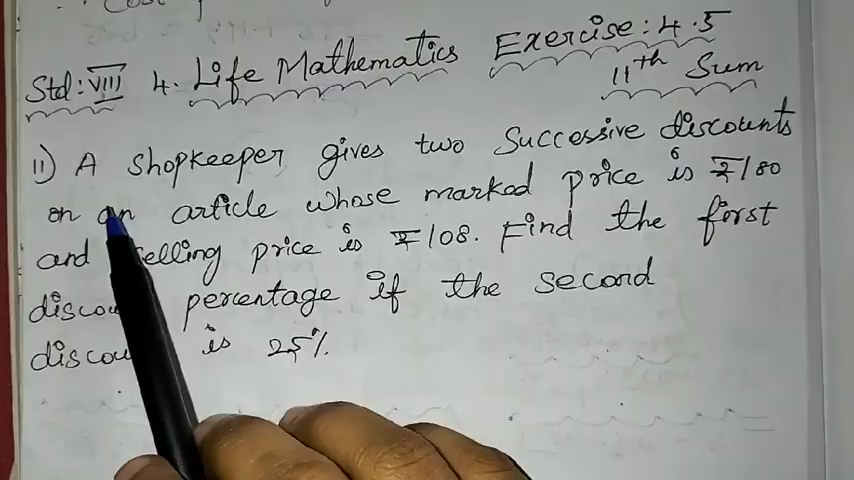 Std: VIII 4. Life Mathematics Exercise: 4.5
11th Sum
11) A Shopkeeper gives two Successive discounts
on an article whose marked price is ₹180
and selling price is ₹108. Find the first
percentage if the second
is 25%.